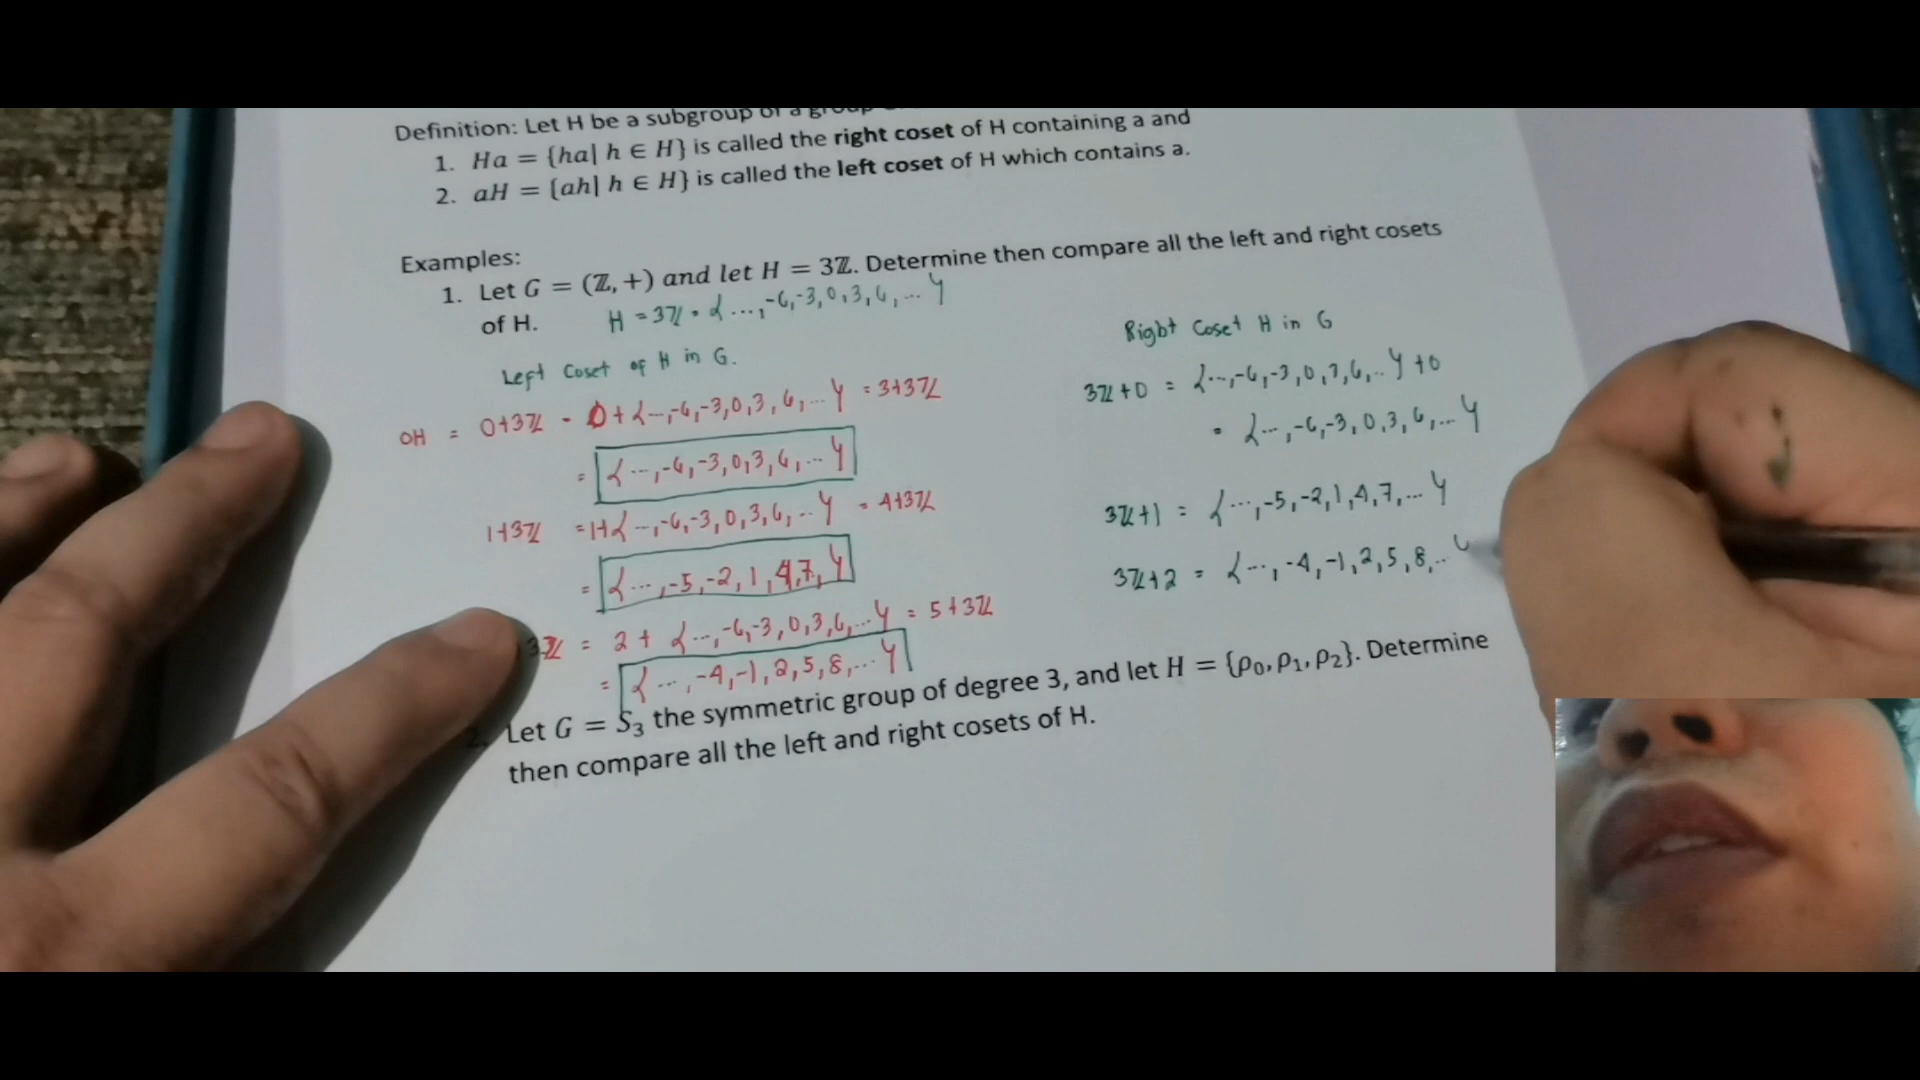 Definition: Let H be a subgroup of a group
1. Ha = {ha| h ∈ H} is called the right coset of H containing a and
2. aH = {ah| h ∈ H} is called the left coset of H which contains a.
Examples:
1. Let G = (ℤ, +) and let H = 3ℤ. Determine then compare all the left and right cosets
of H.
H = 3ℤ = {..., -6, -3, 0, 3, 6, ... }
Left Coset of H in G.
0H = 0+3ℤ = 0+{..., -6, -3, 0, 3, 6, ... } = 3+3ℤ
= {..., -6, -3, 0, 3, 6, ... }
1+3ℤ = 1+{..., -6, -3, 0, 3, 6, ... } = 4+3ℤ
= {..., -5, -2, 1, 4, 7, }
3ℤ = 2 + {..., -6, -3, 0, 3, 6, ... } = 5+3ℤ
= {..., -4, -1, 2, 5, 8, ... }
Right Coset H in G
3ℤ+0 = {..., -6, -3, 0, 3, 6, .. } +0
= {..., -6, -3, 0, 3, 6, ... }
3ℤ+1 = {..., -5, -2, 1, 4, 7, ... }
3ℤ+2 = {..., -4, -1, 2, 5, 8, ...
2. Let G = S₃ the symmetric group of degree 3, and let H = {ρ₀, ρ₁, ρ₂}. Determine
then compare all the left and right cosets of H.